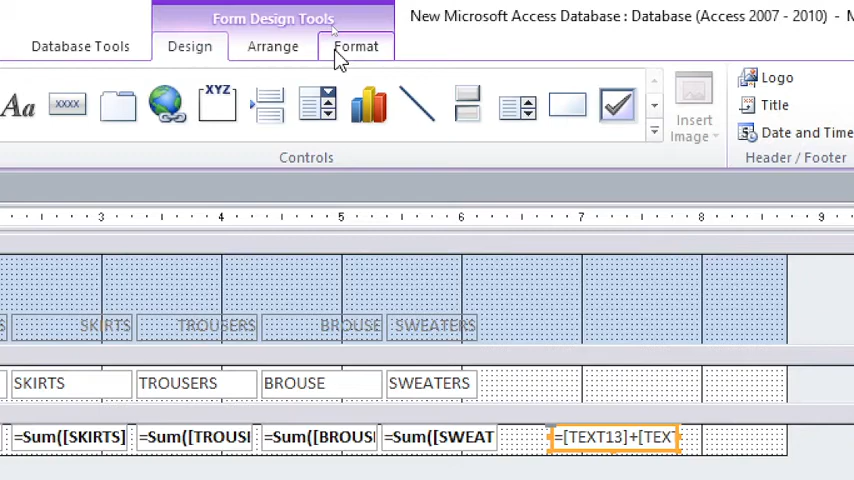 Form Design Tools
New Microsoft Access Database : Database (Access 2007 - 2010) -
Database Tools
Design
Arrange
Format
Aa
XXXX
XYZ
Insert
Image
Logo
Title
Date and Time
Controls
Header / Footer
3 4 5 6 7 8 9
SKIRTS TROUSERS BROUSE SWEATERS
SKIRTS TROUSERS BROUSE SWEATERS
=Sum([SKIRTS] =Sum([TROUSI =Sum([BROUSI =Sum([SWEAT =[TEXT13]+[TEXT